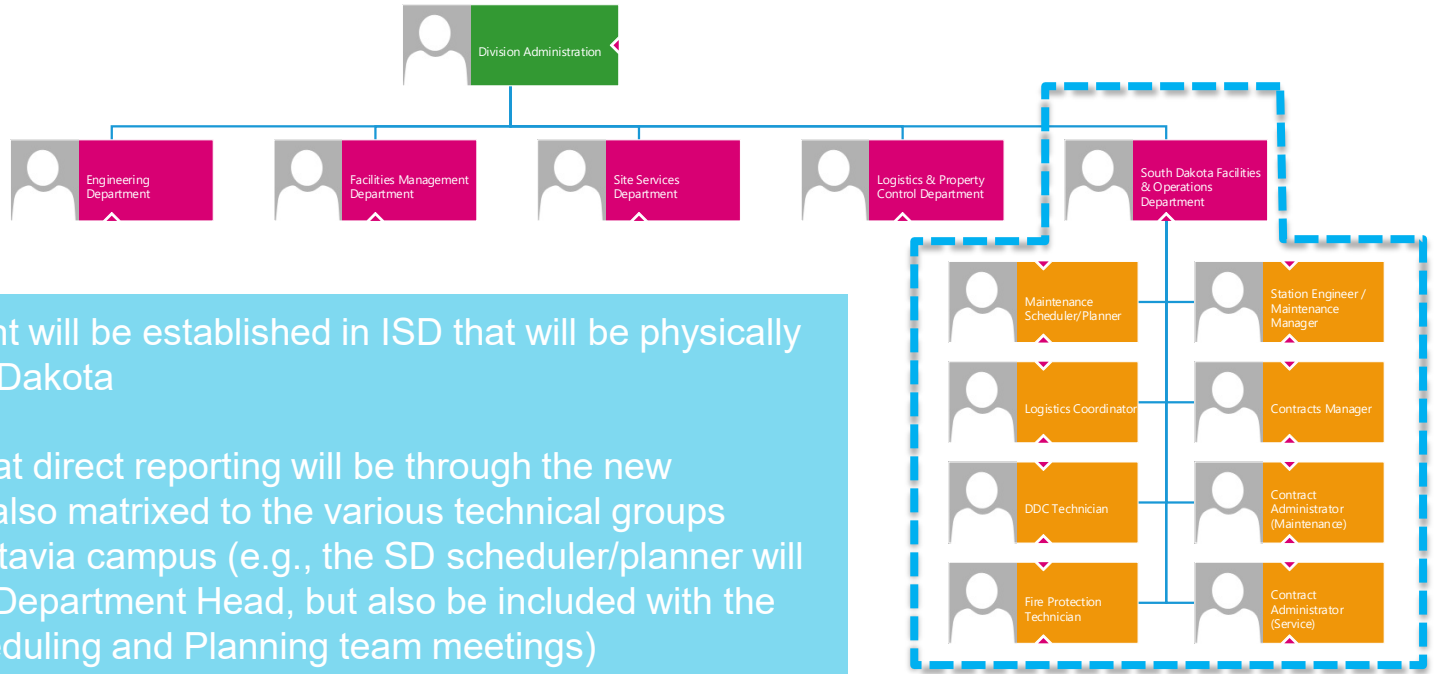 Division Administration
Engineering
Department
Facilities Management
Department
Site Services
Department
Logistics & Property
Control Department
South Dakota Facilities
& Operations
Department
Maintenance
Scheduler/Planner
Station Engineer /
Maintenance
Manager
Logistics Coordinator
Contracts Manager
DDC Technician
Contract
Administrator
(Maintenance)
Fire Protection
Technician
Contract
Administrator
(Service)
will be established in ISD that will be physically
Dakota
direct reporting will be through the new
also matrixed to the various technical groups
campus (e.g., the SD scheduler/planner will
Department Head, but also be included with the
and Planning team meetings)